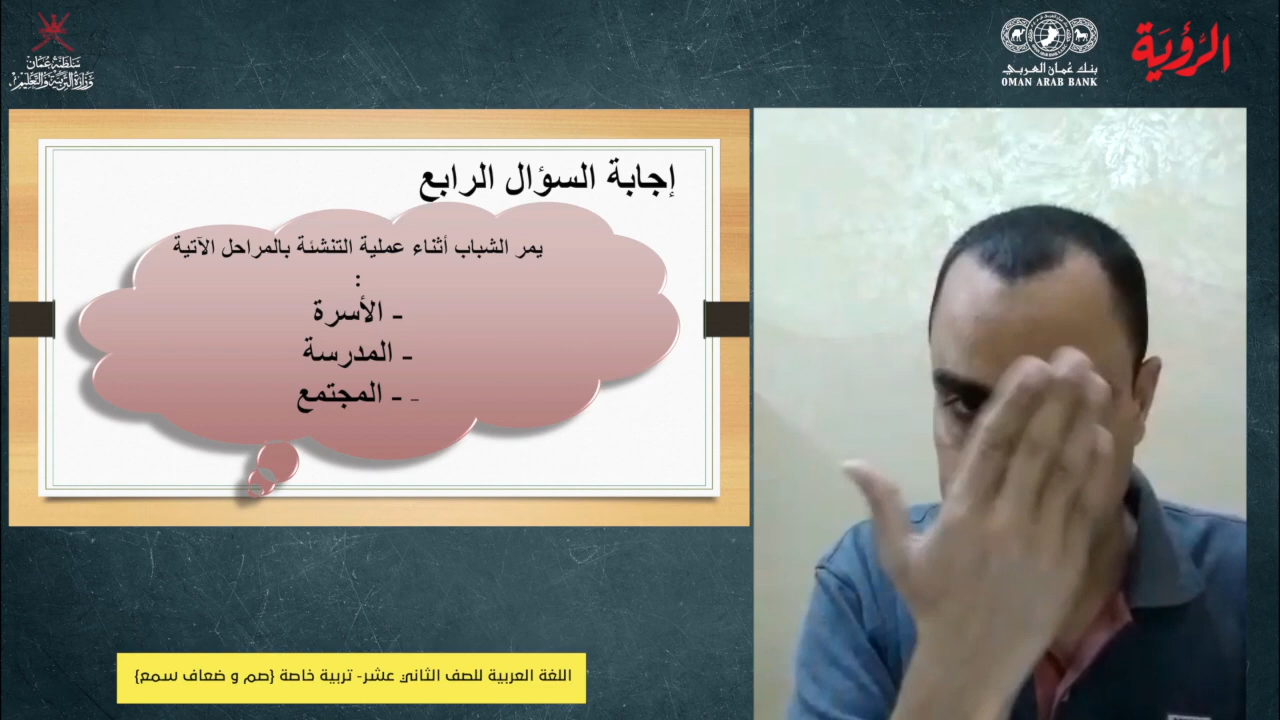 سلطنة عمان
وزارة التربية والتعليم
بنك عمان العربي
OMAN ARAB BANK
الرؤية
إجابة السؤال الرابع
يمر الشباب أثناء عملية التنشئة بالمراحل الآتية
:
- الأسرة
- المدرسة
- - المجتمع
اللغة العربية للصف الثاني عشر- تربية خاصة {صم و ضعاف سمع}